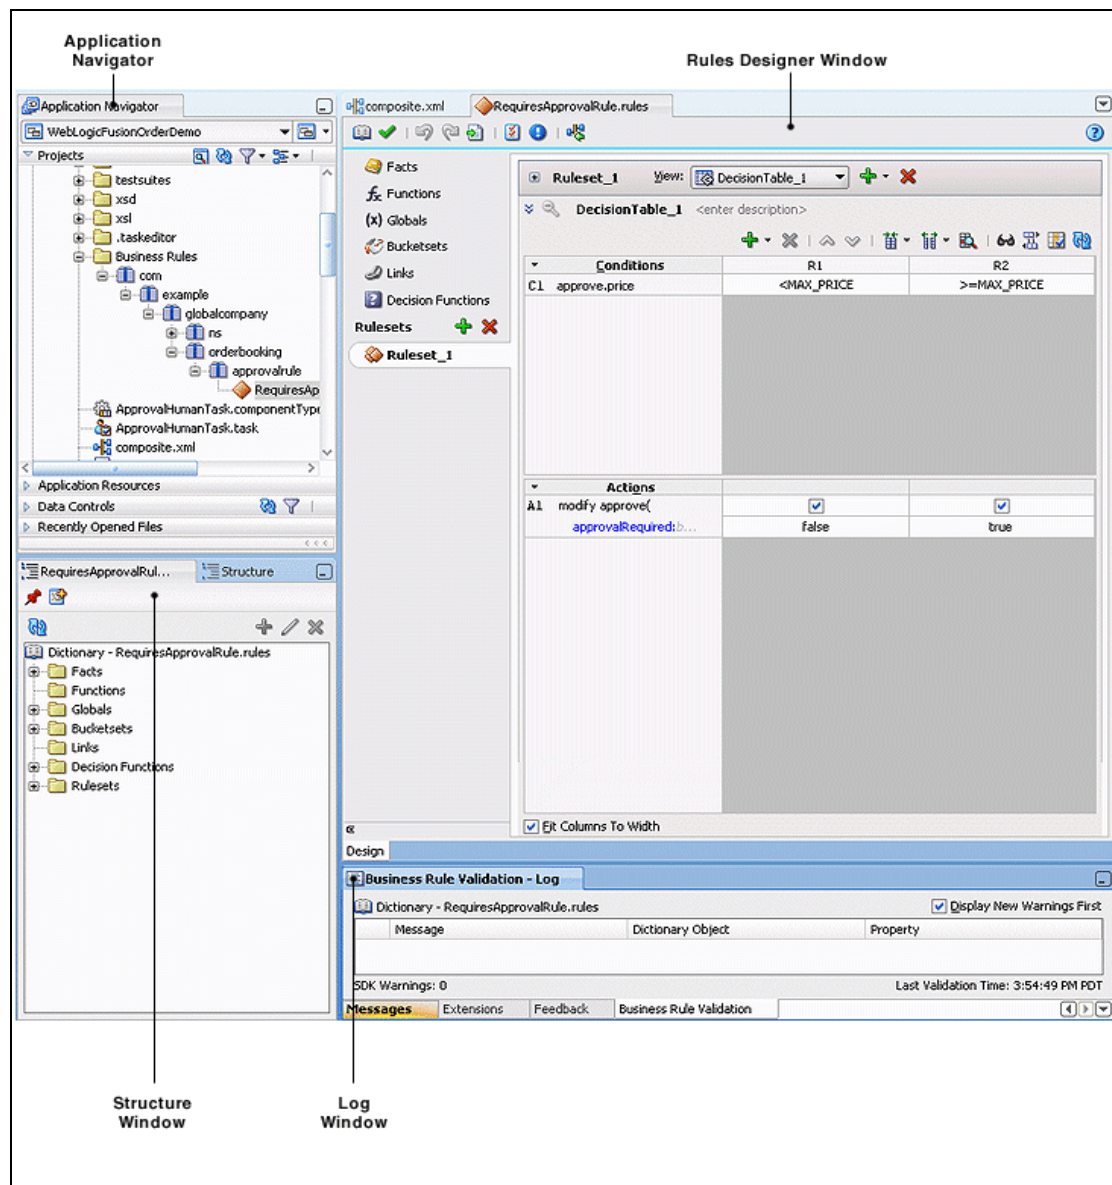 Application
Navigator
Rules Designer Window
Application Navigator
WebLogicFusionOrderDemo
Projects
testsuites
xsd
xsl
.taskeditor
Business Rules
com
example
globalcompany
ns
orderbooking
approvalrule
RequiresAp
ApprovalHumanTask.componentType
ApprovalHumanTask.task
composite.xml
Application Resources
Data Controls
Recently Opened Files
RequiresApprovalRul... Structure
Dictionary - RequiresApprovalRule.rules
Facts
Functions
Globals
Bucketsets
Links
Decision Functions
Rulesets
composite.xml RequiresApprovalRule.rules
Facts
Functions
(x) Globals
Bucketsets
Links
Decision Functions
Rulesets
Ruleset_1
Ruleset_1 View: DecisionTable_1
DecisionTable_1 <enter description>
Conditions R1 R2
C1 approve.price <MAX_PRICE >=MAX_PRICE
Actions
A1 modify approve(
approvalRequired:b... false true
Fit Columns To Width
Design
Business Rule Validation - Log
Dictionary - RequiresApprovalRule.rules Display New Warnings First
Message Dictionary Object Property
SDK Warnings: 0 Last Validation Time: 3:54:49 PM PDT
Messages Extensions Feedback Business Rule Validation
Structure
Window
Log
Window